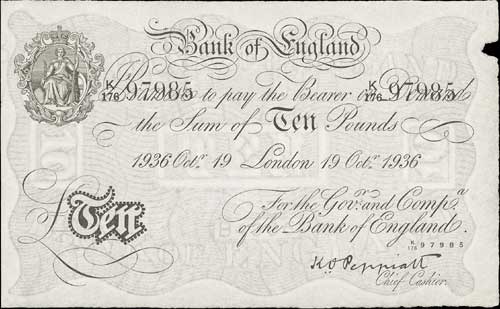 Bank of England
K/176 97985 K/176 97985
I Promise to pay the Bearer on Demand
the Sum of Ten Pounds
1936 Octr. 19 London 19 Octr. 1936
For the Govr. and Compa.
of the Bank of England.
£Ten
K/176 97985
K.O. Peppiatt
Chief Cashier.